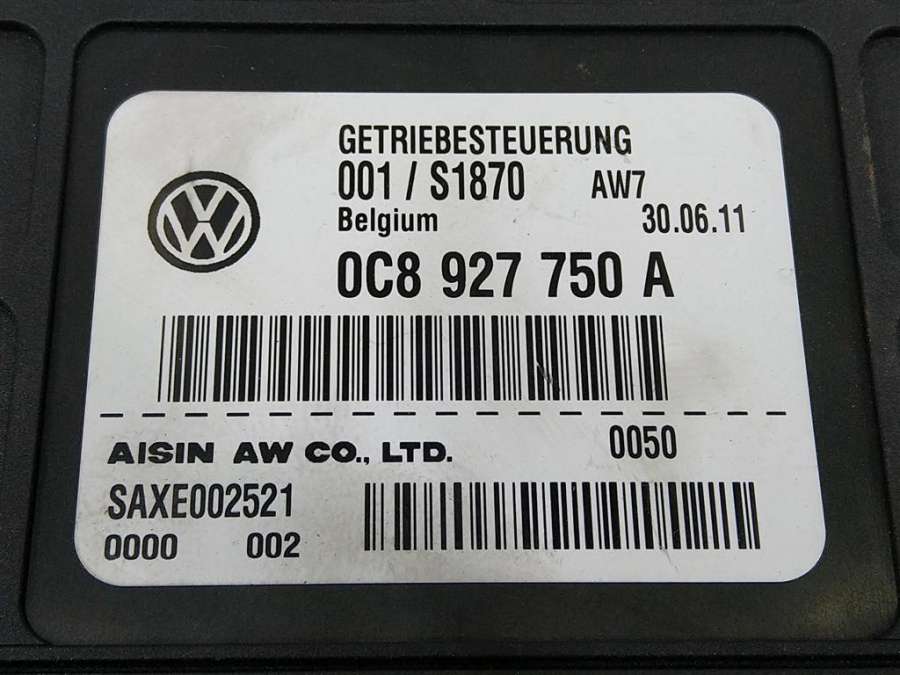 GETRIEBESTEUERUNG
001 / S1870 AW7
Belgium 30.06.11
0C8 927 750 A
AISIN AW CO., LTD. 0050
SAXE002521
0000 002